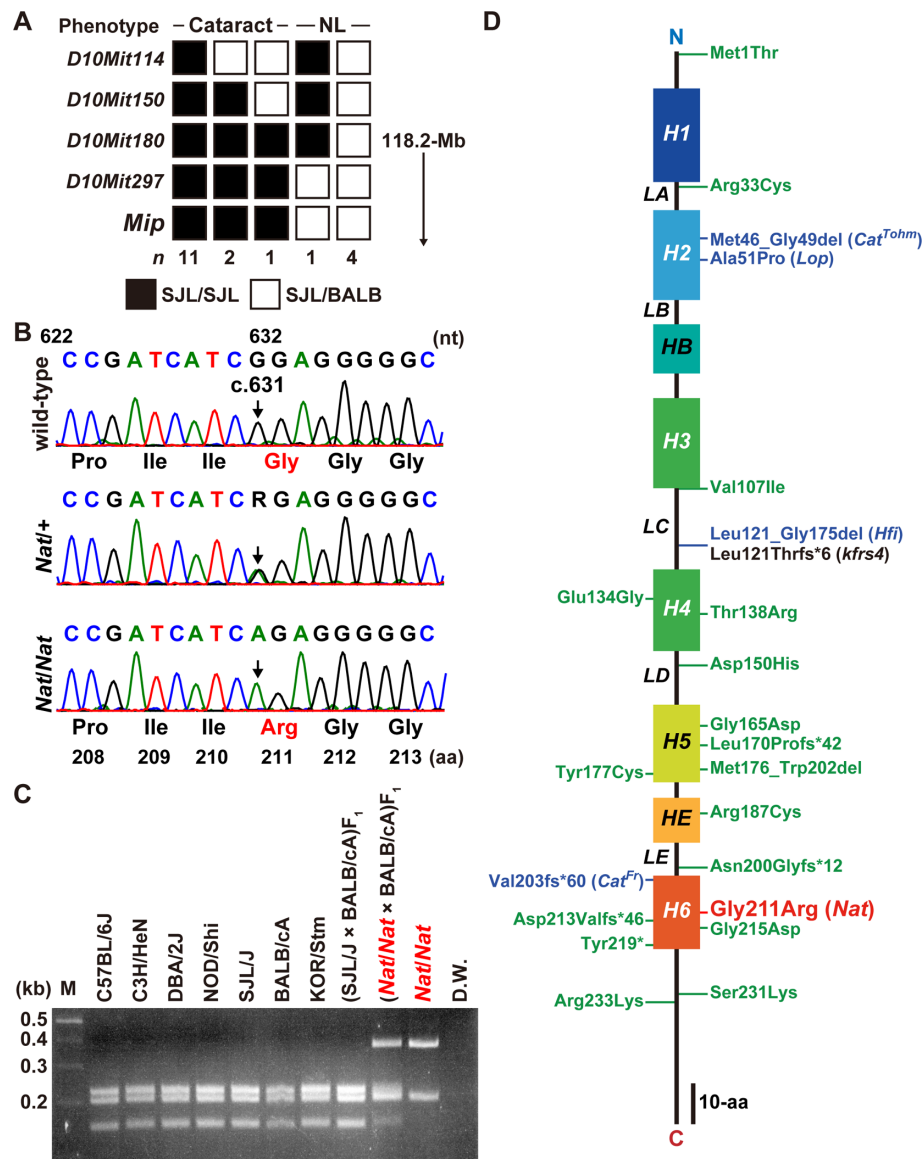 A
Phenotype
– Cataract –
– NL –
D10Mit114
D10Mit150
D10Mit180
118.2-Mb
D10Mit297
Mip
n 11 2 1 1 4
SJL/SJL SJL/BALB
B
622 632 (nt)
wild-type
C C G A T C A T C G G A G G G G G C
c.631
Pro Ile Ile Gly Gly Gly
Nat/+
C C G A T C A T C R G A G G G G G C
Nat/Nat
C C G A T C A T C A G A G G G G G C
Pro Ile Ile Arg Gly Gly
208 209 210 211 212 213 (aa)
C
(kb) M
C57BL/6J
C3H/HeN
DBA/2J
NOD/Shi
SJL/J
BALB/cA
KOR/Stm
(SJL/J × BALB/cA)F1
(Nat/Nat × BALB/cA)F1
Nat/Nat
D.W.
0.5
0.4
0.3
0.2
D
N
Met1Thr
H1
LA
Arg33Cys
H2
Met46_Gly49del (CatTohm)
Ala51Pro (Lop)
LB
HB
H3
Val107Ile
LC
Leu121_Gly175del (Hfi)
Leu121Thrfs*6 (kfrs4)
Glu134Gly
H4
Thr138Arg
LD
Asp150His
H5
Gly165Asp
Leu170Profs*42
Tyr177Cys
Met176_Trp202del
HE
Arg187Cys
LE
Asn200Glyfs*12
Val203fs*60 (CatFr)
H6
Gly211Arg (Nat)
Asp213Valfs*46
Gly215Asp
Tyr219*
Arg233Lys
Ser231Lys
10-aa
C